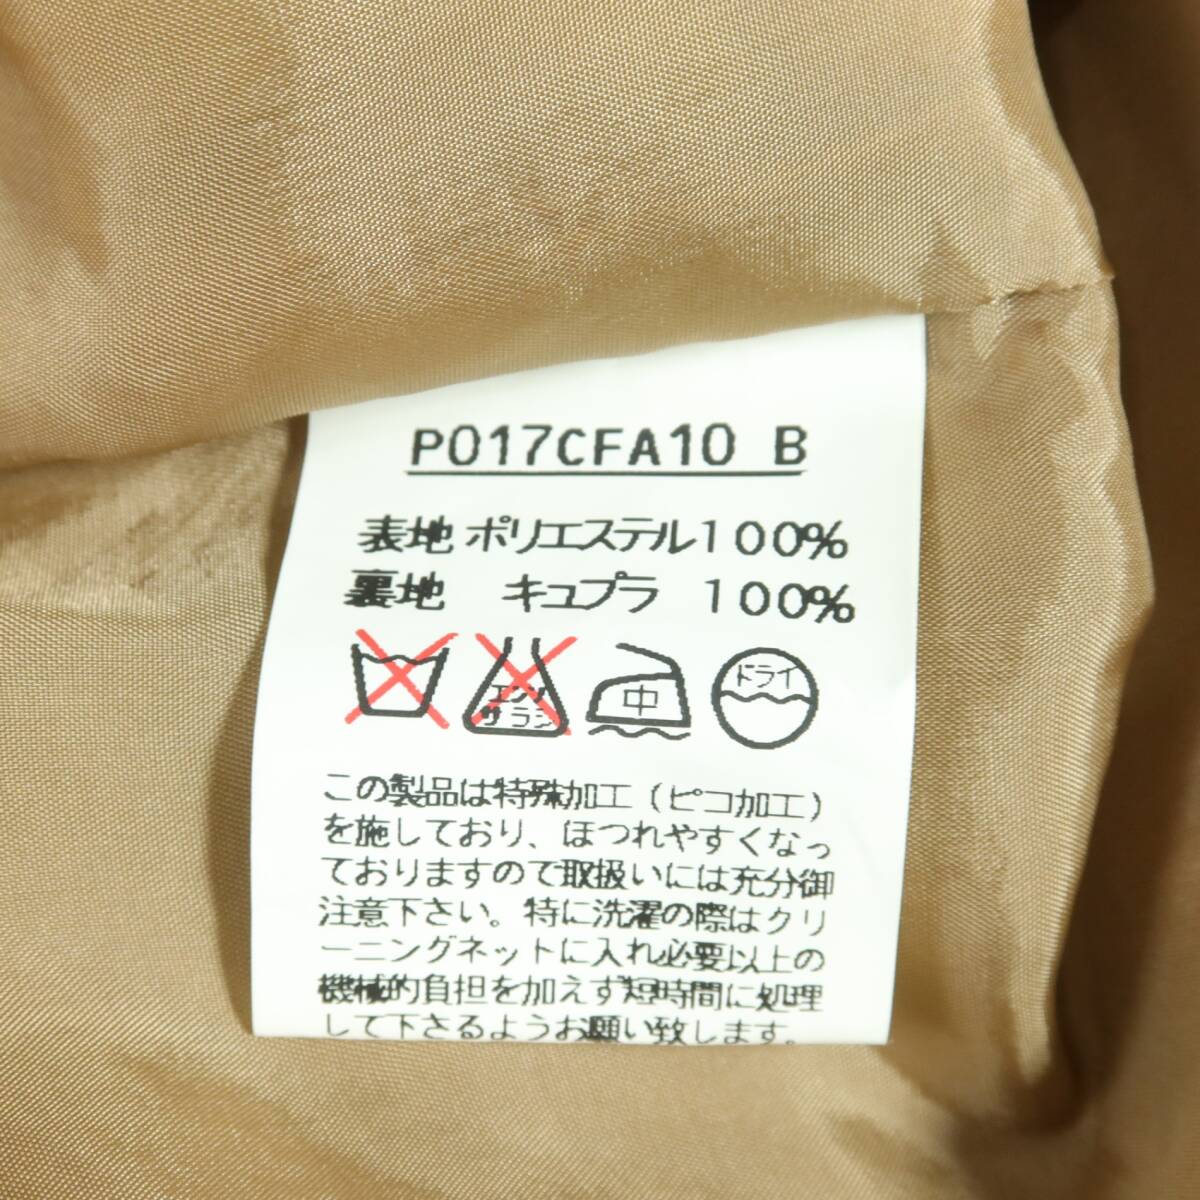 P017CFA10 B
表地 ポリエステル100%
裏地 キュプラ 100%
エンソ
サラシ
中
ドライ
この製品は特殊加工(ピコ加工)
を施しており、ほつれやすくなっ
ておりますので取扱いには充分御
注意下さい。特に洗濯の際はクリ
ーニングネットに入れ必要以上の
機械的負担を加えず短時間に処理
して下さるようお願い致します。